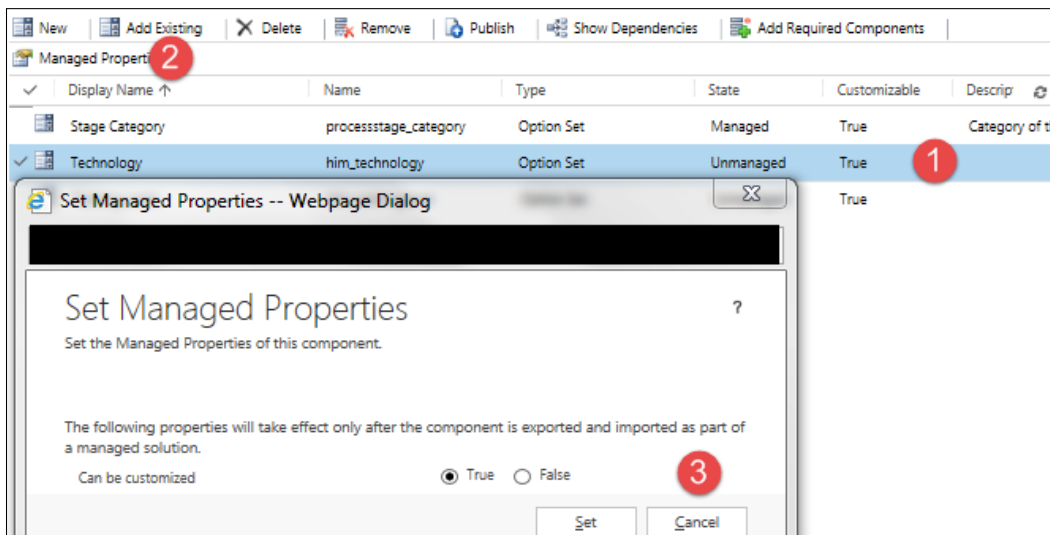 New Add Existing Delete Remove Publish Show Dependencies Add Required Components
Managed Properti 2
Display Name ↑ Name Type State Customizable Descrip
Stage Category processstage_category Option Set Managed True Category of t
Technology him_technology Option Set Unmanaged True 1
Set Managed Properties -- Webpage Dialog True
Set Managed Properties ?
Set the Managed Properties of this component.
The following properties will take effect only after the component is exported and imported as part of
a managed solution.
Can be customized True False 3
Set Cancel